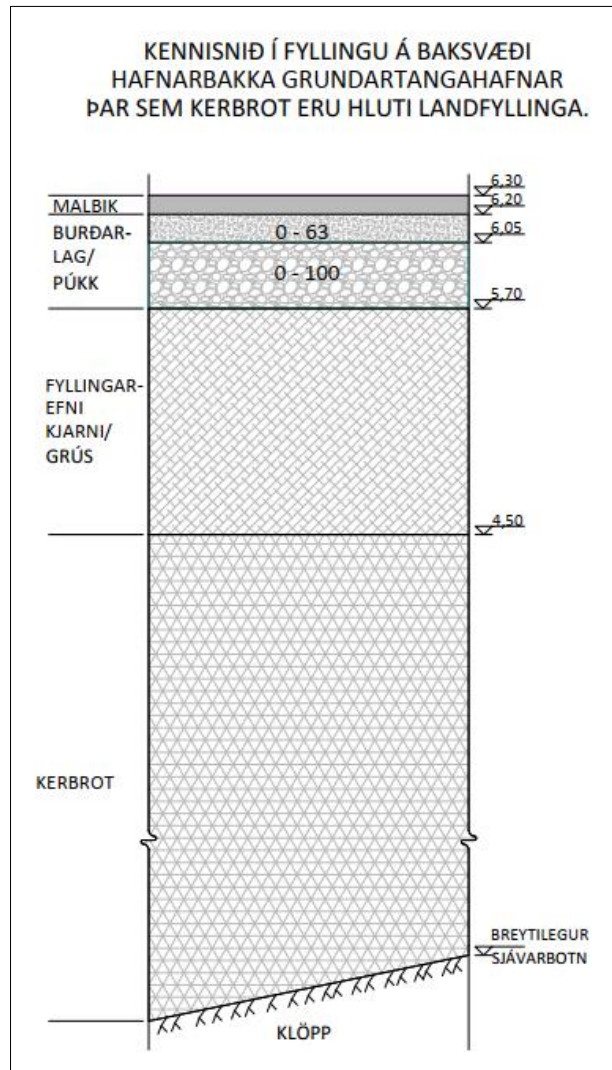 KENNISNIÐ Í FYLLINGU Á BAKSVÆÐI
HAFNARBAKKA GRUNDARTANGAHAFNAR
ÞAR SEM KERBROT ERU HLUTI LANDFYLLINGA.
6,30
MALBIK
6,20
BURÐAR-
LAG/
PÚKK
0 - 63
6,05
0 - 100
5,70
FYLLINGAR-
EFNI
KJARNI/
GRÚS
4,50
KERBROT
BREYTILEGUR
SJÁVARBOTN
KLÖPP